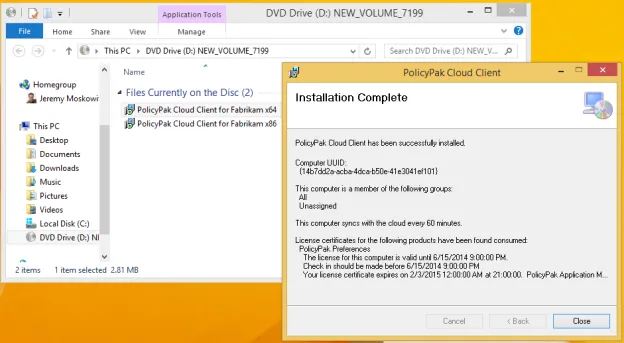 Application Tools
DVD Drive (D:) NEW_VOLUME_7199
File
Home
Share
View
Manage
This PC
DVD Drive (D:) NEW_VOLUME_7199
Search DVD Drive (D:) NEW_V...
Homegroup
Jeremy Moskowi
This PC
Desktop
Documents
Downloads
Music
Pictures
Videos
Local Disk (C:)
DVD Drive (D:) NE
Name
Files Currently on the Disc (2)
PolicyPak Cloud Client for Fabrikam x64
PolicyPak Cloud Client for Fabrikam x86
2 items
1 item selected 2.81 MB
PolicyPak Cloud Client
Installation Complete
PolicyPak Cloud Client has been successfully installed.
Computer UUID:
{14b7dd2a-acba-4dca-b50e-41e3041ef101}
This computer is a member of the following groups:
All
Unassigned
This computer syncs with the cloud every 60 minutes.
License certificates for the following products have been found consumed:
PolicyPak Preferences
The license for this computer is valid until 6/15/2014 9:00:00 PM.
Check in should be made before 6/15/2014 9:00:00 PM
Your license certificate expires on 2/3/2015 12:00:00 AM at 21:00:00. PolicyPak Application M...
Cancel
< Back
Close